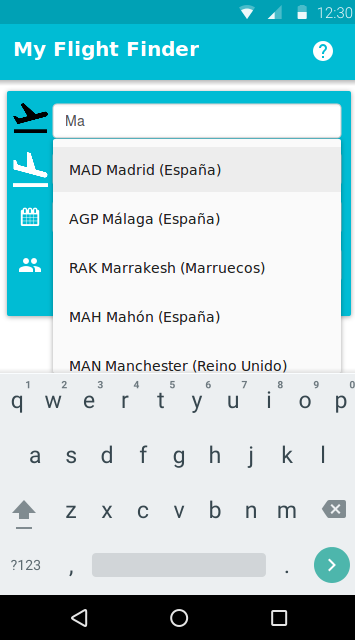 12:30
My Flight Finder
Ma
MAD Madrid (España)
AGP Málaga (España)
RAK Marrakesh (Marruecos)
MAH Mahón (España)
MAN Manchester (Reino Unido)
1 2 3 4 5 6 7 8 9 0
q w e r t y u i o p
a s d f g h j k l
z x c v b n m
?123 , .